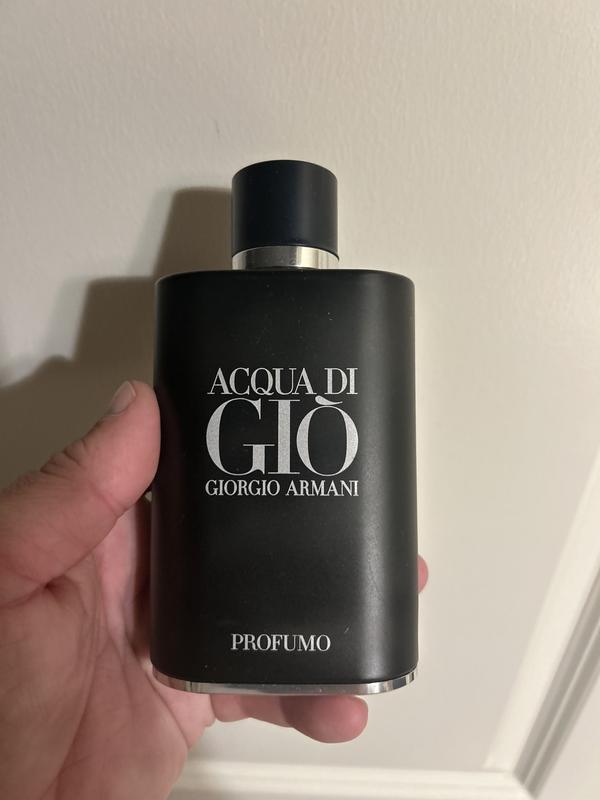 ACQUA DI
GIÒ
GIORGIO ARMANI
PROFUMO